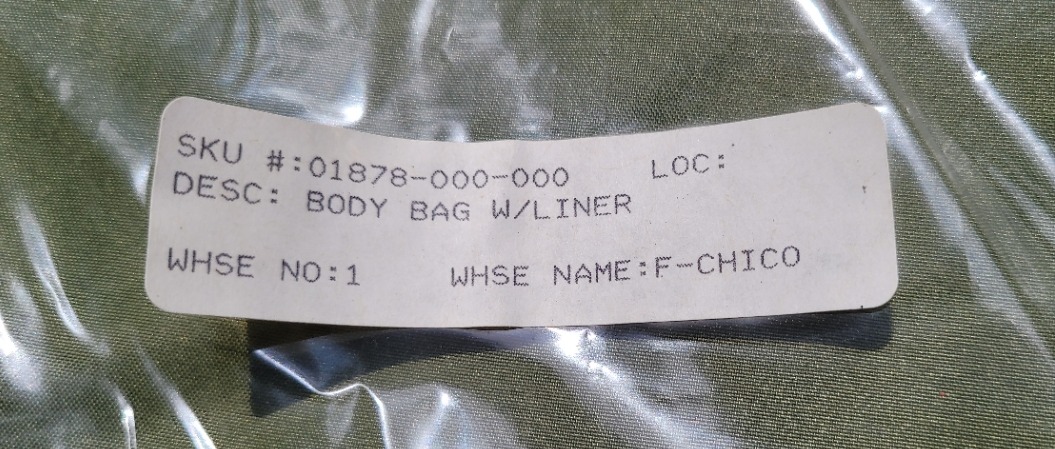 SKU #:01878-000-000 LOC:
DESC: BODY BAG W/LINER
WHSE NO:1 WHSE NAME:F-CHICO